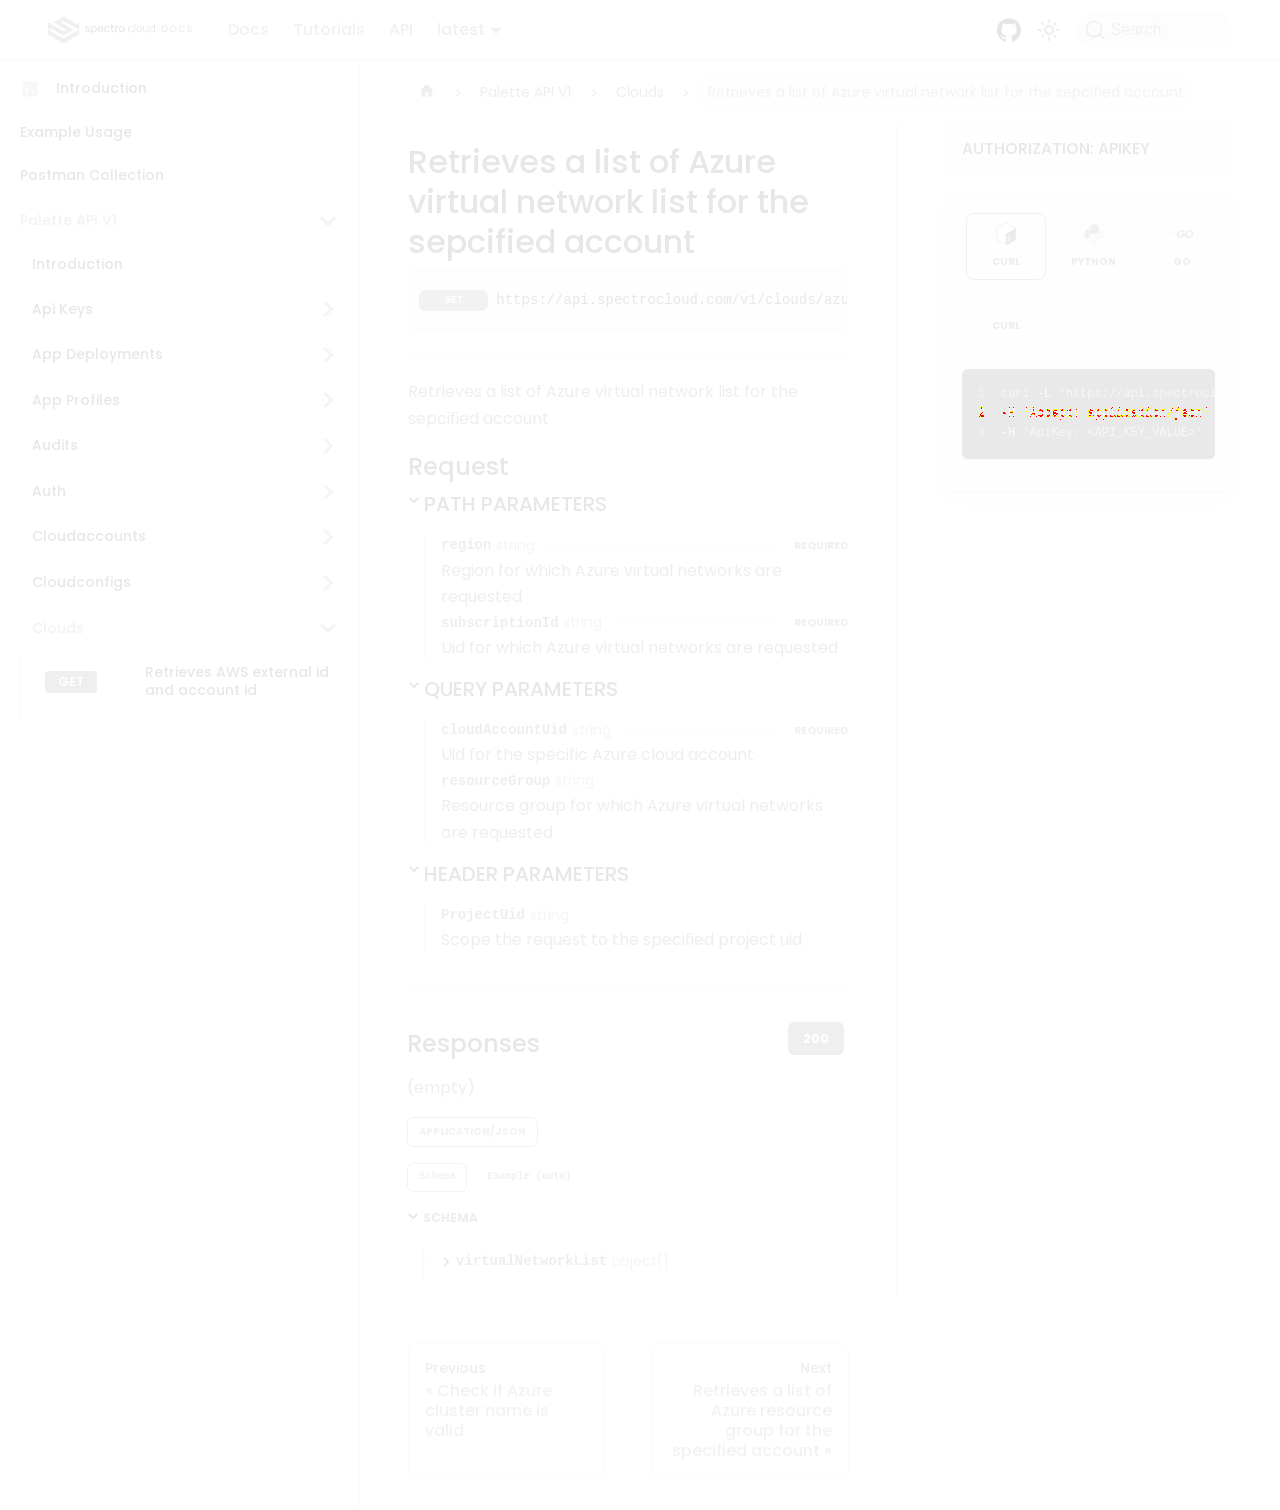 spectro cloud DOCS
Docs
Tutorials
API
latest
Search
Introduction
Example Usage
Postman Collection
Palette API V1
Introduction
Api Keys
App Deployments
App Profiles
Audits
Auth
Cloudaccounts
Cloudconfigs
Clouds
GET
Retrieves AWS external id
and account id
Palette API V1
Clouds
Retrieves a list of Azure virtual network list for the sepcified account
Retrieves a list of Azure
virtual network list for the
sepcified account
GET
https://api.spectrocloud.com/v1/clouds/azu
Retrieves a list of Azure virtual network list for the
sepcified account
Request
PATH PARAMETERS
region string REQUIRED
Region for which Azure virtual networks are
requested
subscriptionId string REQUIRED
Uid for which Azure virtual networks are requested
QUERY PARAMETERS
cloudAccountUid string REQUIRED
Uid for the specific Azure cloud account
resourceGroup string
Resource group for which Azure virtual networks
are requested
HEADER PARAMETERS
ProjectUid string
Scope the request to the specified project uid
Responses
200
(empty)
APPLICATION/JSON
Schema
Example (auto)
SCHEMA
virtualNetworkList object[]
Previous
« Check if Azure
cluster name is
valid
Next
Retrieves a list of
Azure resource
group for the
specified account »
AUTHORIZATION: APIKEY
CURL
PYTHON
GO
GO
CURL
1 curl -L 'https://api.spectrocl
2 -H 'Accept: application/json'
3 -H 'ApiKey: <API_KEY_VALUE>'